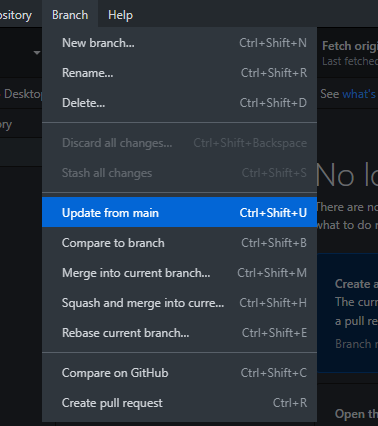 ository Branch Help
New branch... Ctrl+Shift+N
Rename... Ctrl+Shift+R
Delete... Ctrl+Shift+D
Discard all changes... Ctrl+Shift+Backspace
Stash all changes Ctrl+Shift+S
Update from main Ctrl+Shift+U
Compare to branch Ctrl+Shift+B
Merge into current branch... Ctrl+Shift+M
Squash and merge into curre... Ctrl+Shift+H
Rebase current branch... Ctrl+Shift+E
Compare on GitHub Ctrl+Shift+C
Create pull request Ctrl+R
Deskto
ory
Fetch origi
Last fetched
See what's
No lo
There are no
what to do n
Create a
The curr
a pull re
Branch
Open th